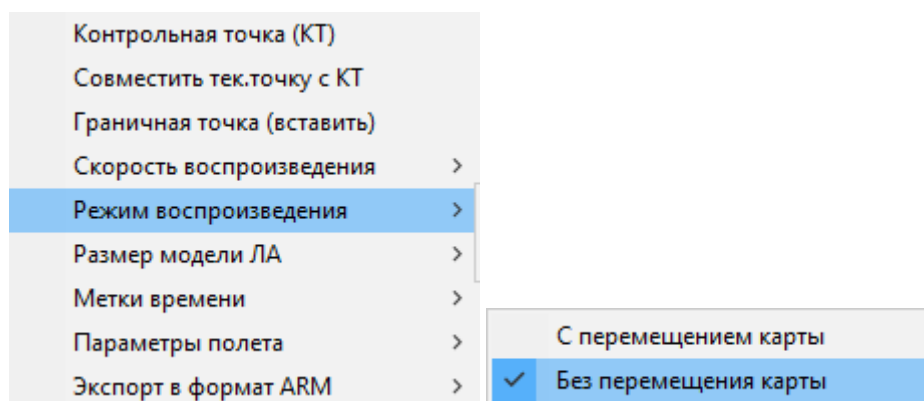 Контрольная точка (КТ)
Совместить тек.точку с КТ
Граничная точка (вставить)
Скорость воспроизведения
Режим воспроизведения
Размер модели ЛА
Метки времени
Параметры полета
Экспорт в формат ARM
С перемещением карты
Без перемещения карты